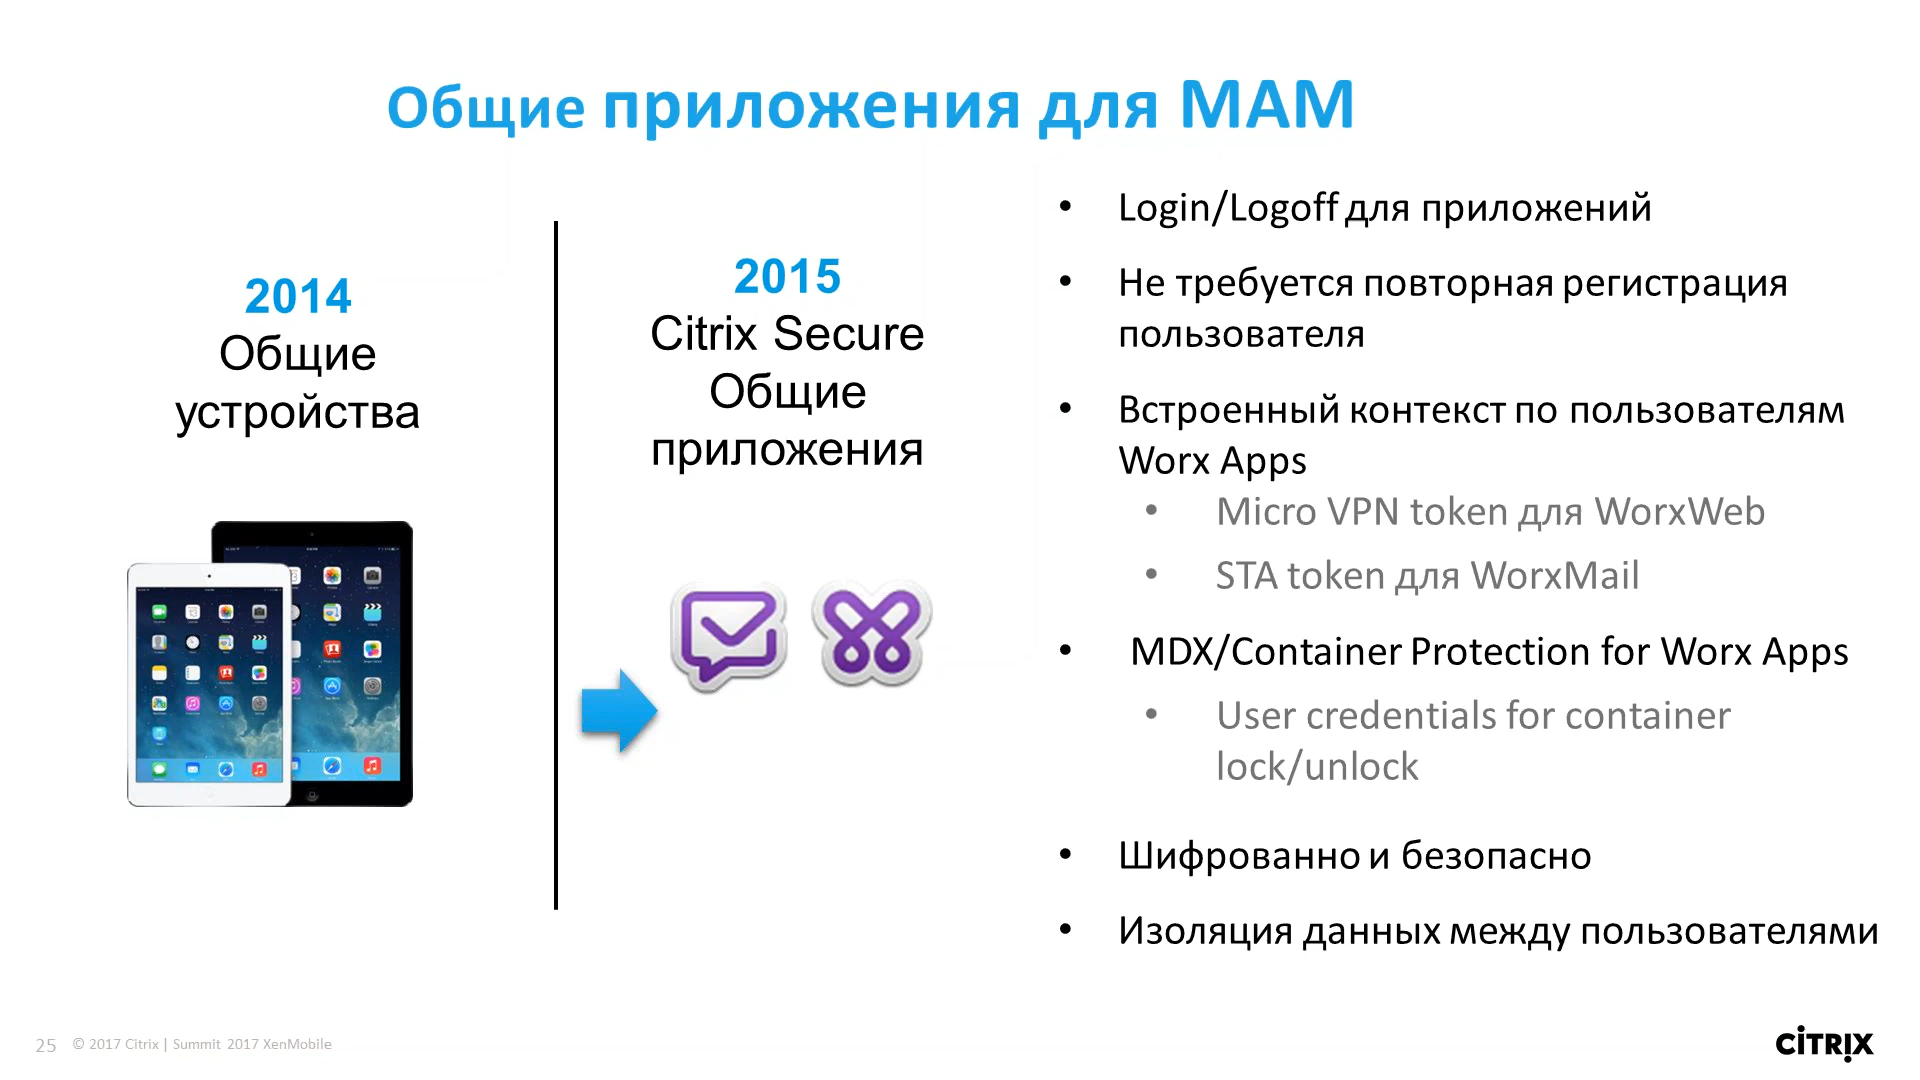 Общие приложения для MAM
2014
Общие
устройства
2015
Citrix Secure
Общие
приложения
• Login/Logoff для приложений
• Не требуется повторная регистрация
пользователя
• Встроенный контекст по пользователям
Worx Apps
• Micro VPN token для WorxWeb
• STA token для WorxMail
• MDX/Container Protection for Worx Apps
• User credentials for container
lock/unlock
• Шифрованно и безопасно
• Изоляция данных между пользователями
25 © 2017 Citrix | Summit 2017 XenMobile
CİTRIX